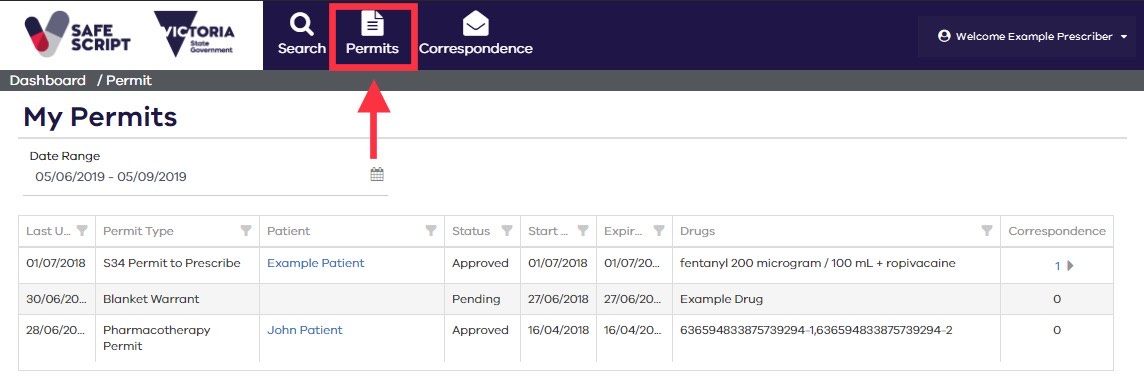 SAFE
SCRIPT
VICTORIA
State
Government
Search
Permits
Correspondence
Welcome Example Prescriber
Dashboard / Permit
My Permits
Date Range
05/06/2019 - 05/09/2019
Last U... Permit Type Patient Status Start ... Expir... Drugs Correspondence
01/07/2018 S34 Permit to Prescribe Example Patient Approved 01/07/2018 01/07/20... fentanyl 200 microgram / 100 mL + ropivacaine 1
30/06/20... Blanket Warrant Pending 27/06/2018 27/06/20... Example Drug 0
28/06/20... Pharmacotherapy John Patient Approved 16/04/2018 16/04/20... 636594833875739294-1,636594833875739294-2 0
Permit